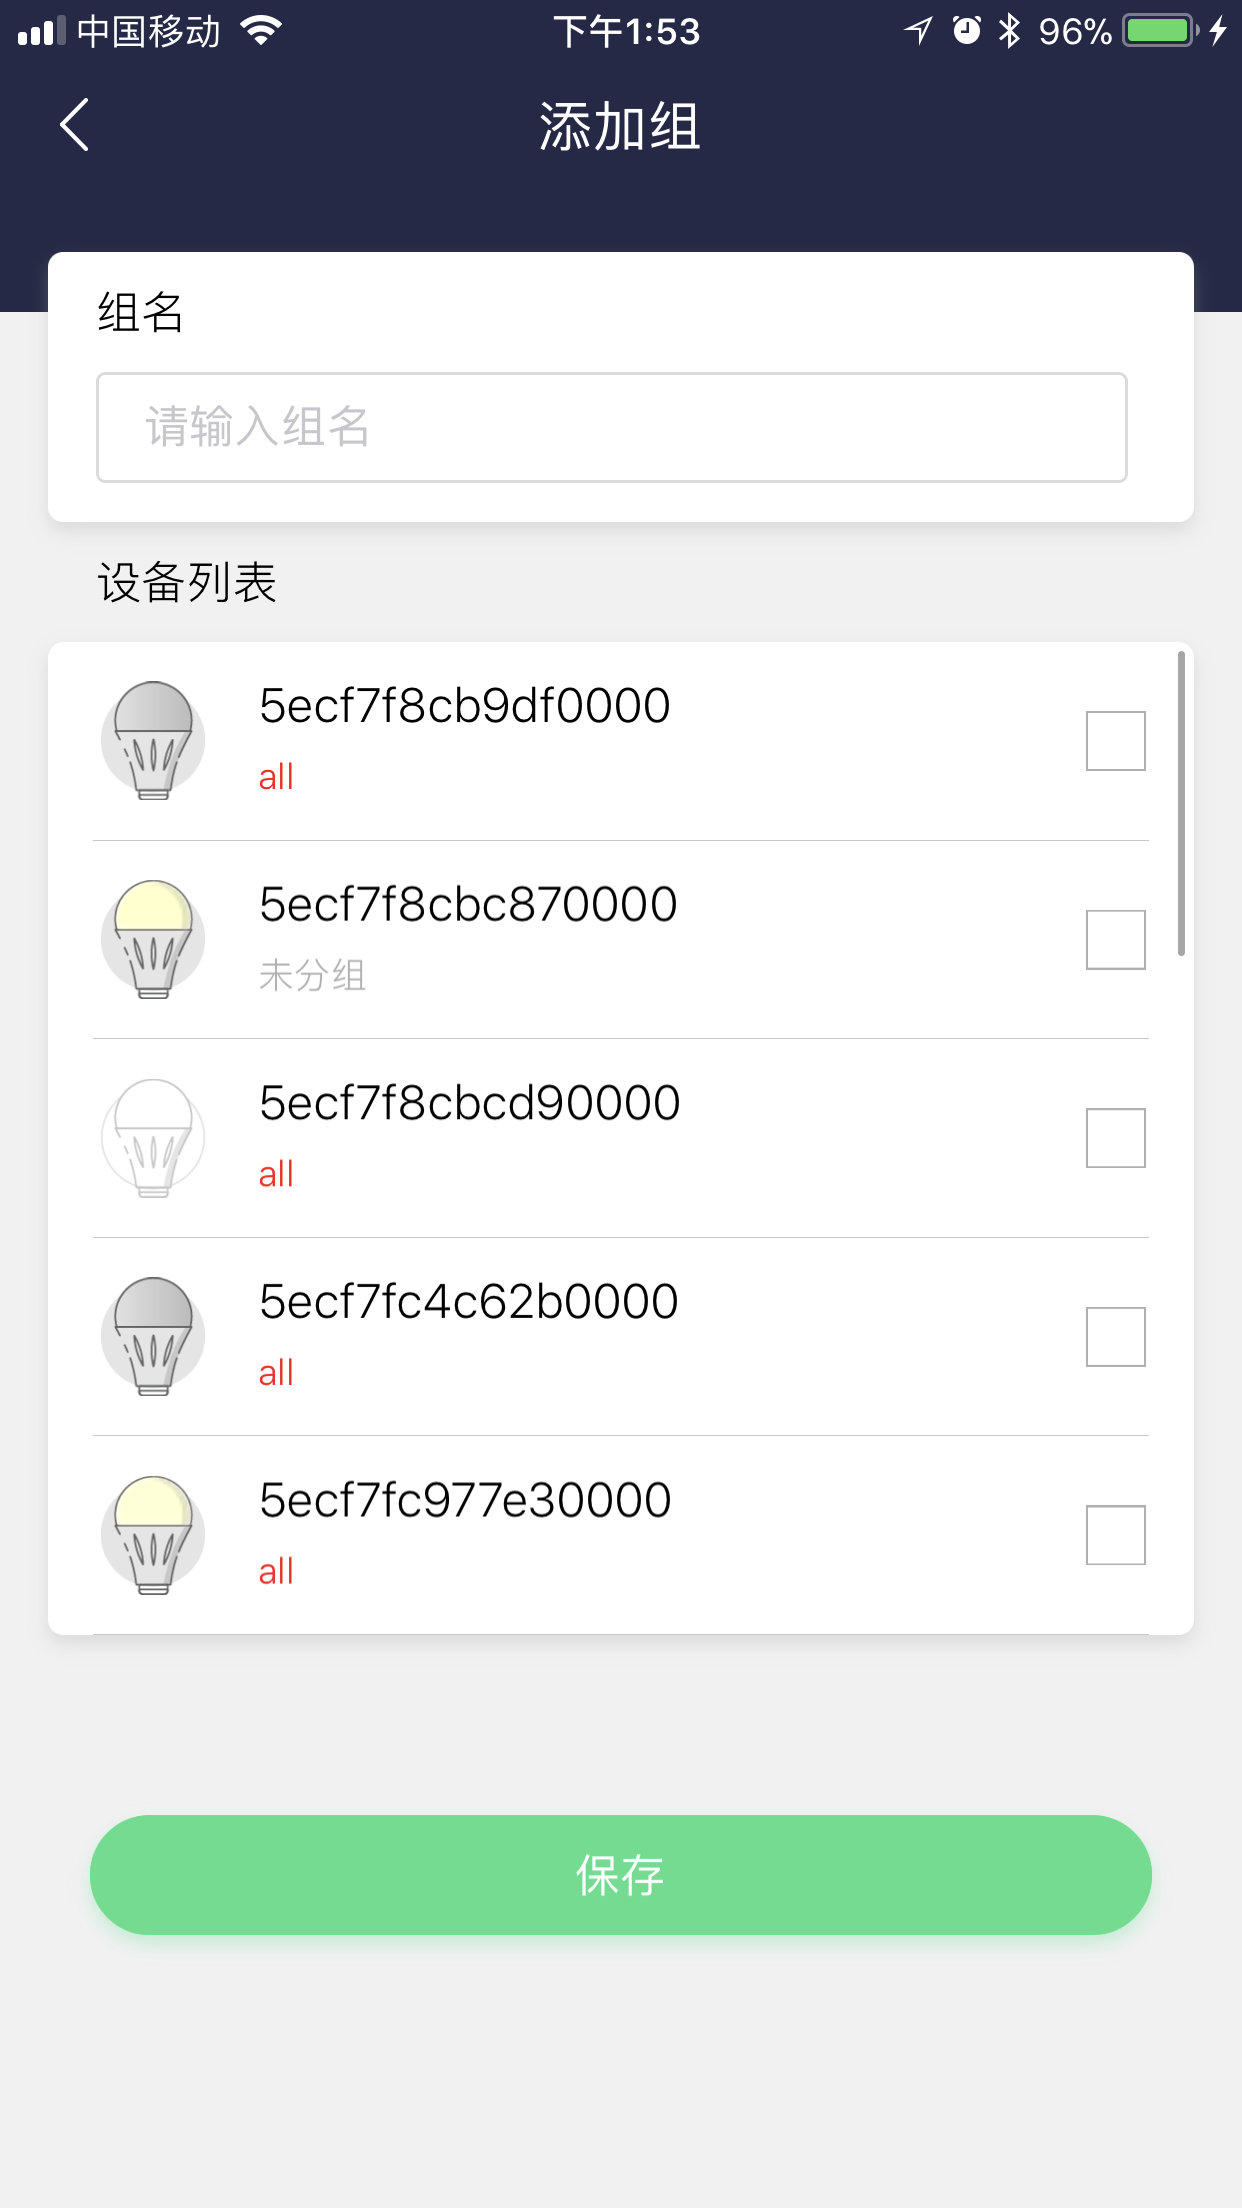 中国移动 下午1:53 96%
添加组
组名
请输入组名
设备列表
5ecf7f8cb9df0000
all
5ecf7f8cbc870000
未分组
5ecf7f8cbcd90000
all
5ecf7fc4c62b0000
all
5ecf7fc977e30000
all
保存